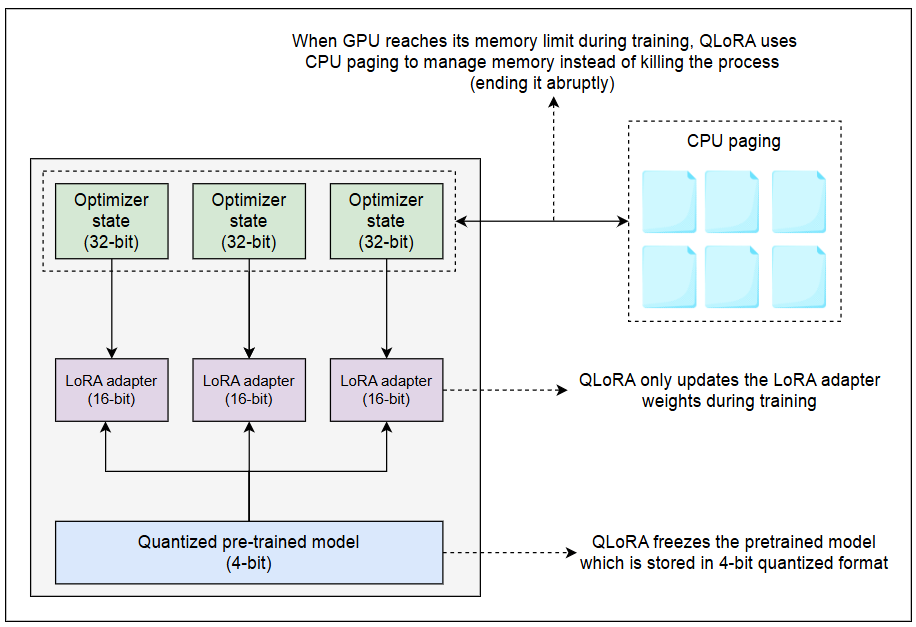 When GPU reaches its memory limit during training, QLoRA uses
CPU paging to manage memory instead of killing the process
(ending it abruptly)
CPU paging
Optimizer
state
(32-bit)
Optimizer
state
(32-bit)
Optimizer
state
(32-bit)
LoRA adapter
(16-bit)
LoRA adapter
(16-bit)
LoRA adapter
(16-bit)
QLoRA only updates the LoRA adapter
weights during training
Quantized pre-trained model
(4-bit)
QLoRA freezes the pretrained model
which is stored in 4-bit quantized format